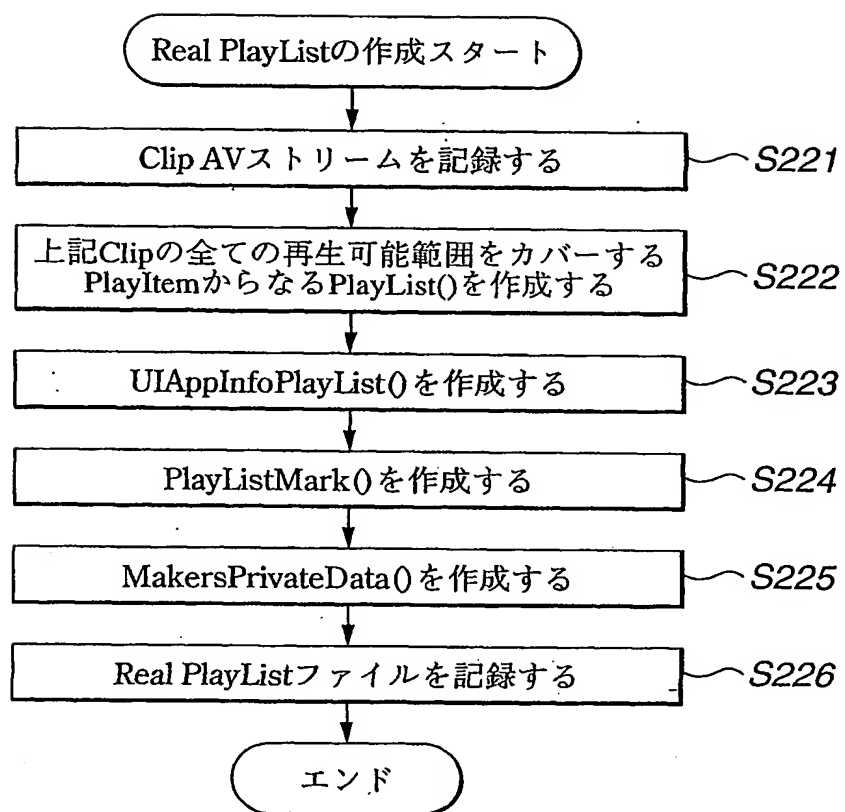 Real PlayListの作成スタート
Clip AVストリームを記録する
S221
上記Clipの全ての再生可能範囲をカバーする
PlayItemからなるPlayList()を作成する
S222
UIAppInfoPlayList()を作成する
S223
PlayListMark()を作成する
S224
MakersPrivateData()を作成する
S225
Real PlayListファイルを記録する
S226
エンド